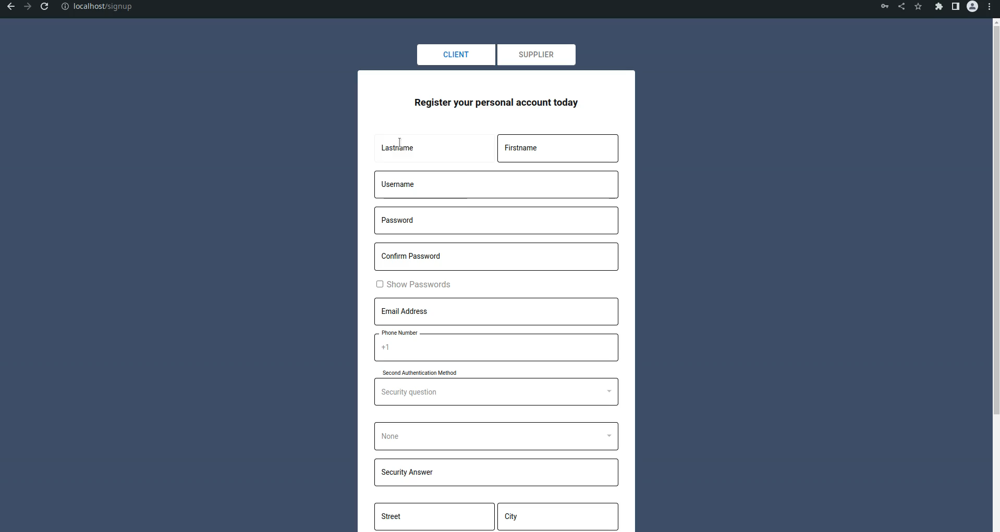 localhost/signup
CLIENT SUPPLIER
Register your personal account today
Lastname Firstname
Username
Password
Confirm Password
Show Passwords
Email Address
Phone Number
+1
Second Authentication Method
Security question
None
Security Answer
Street City